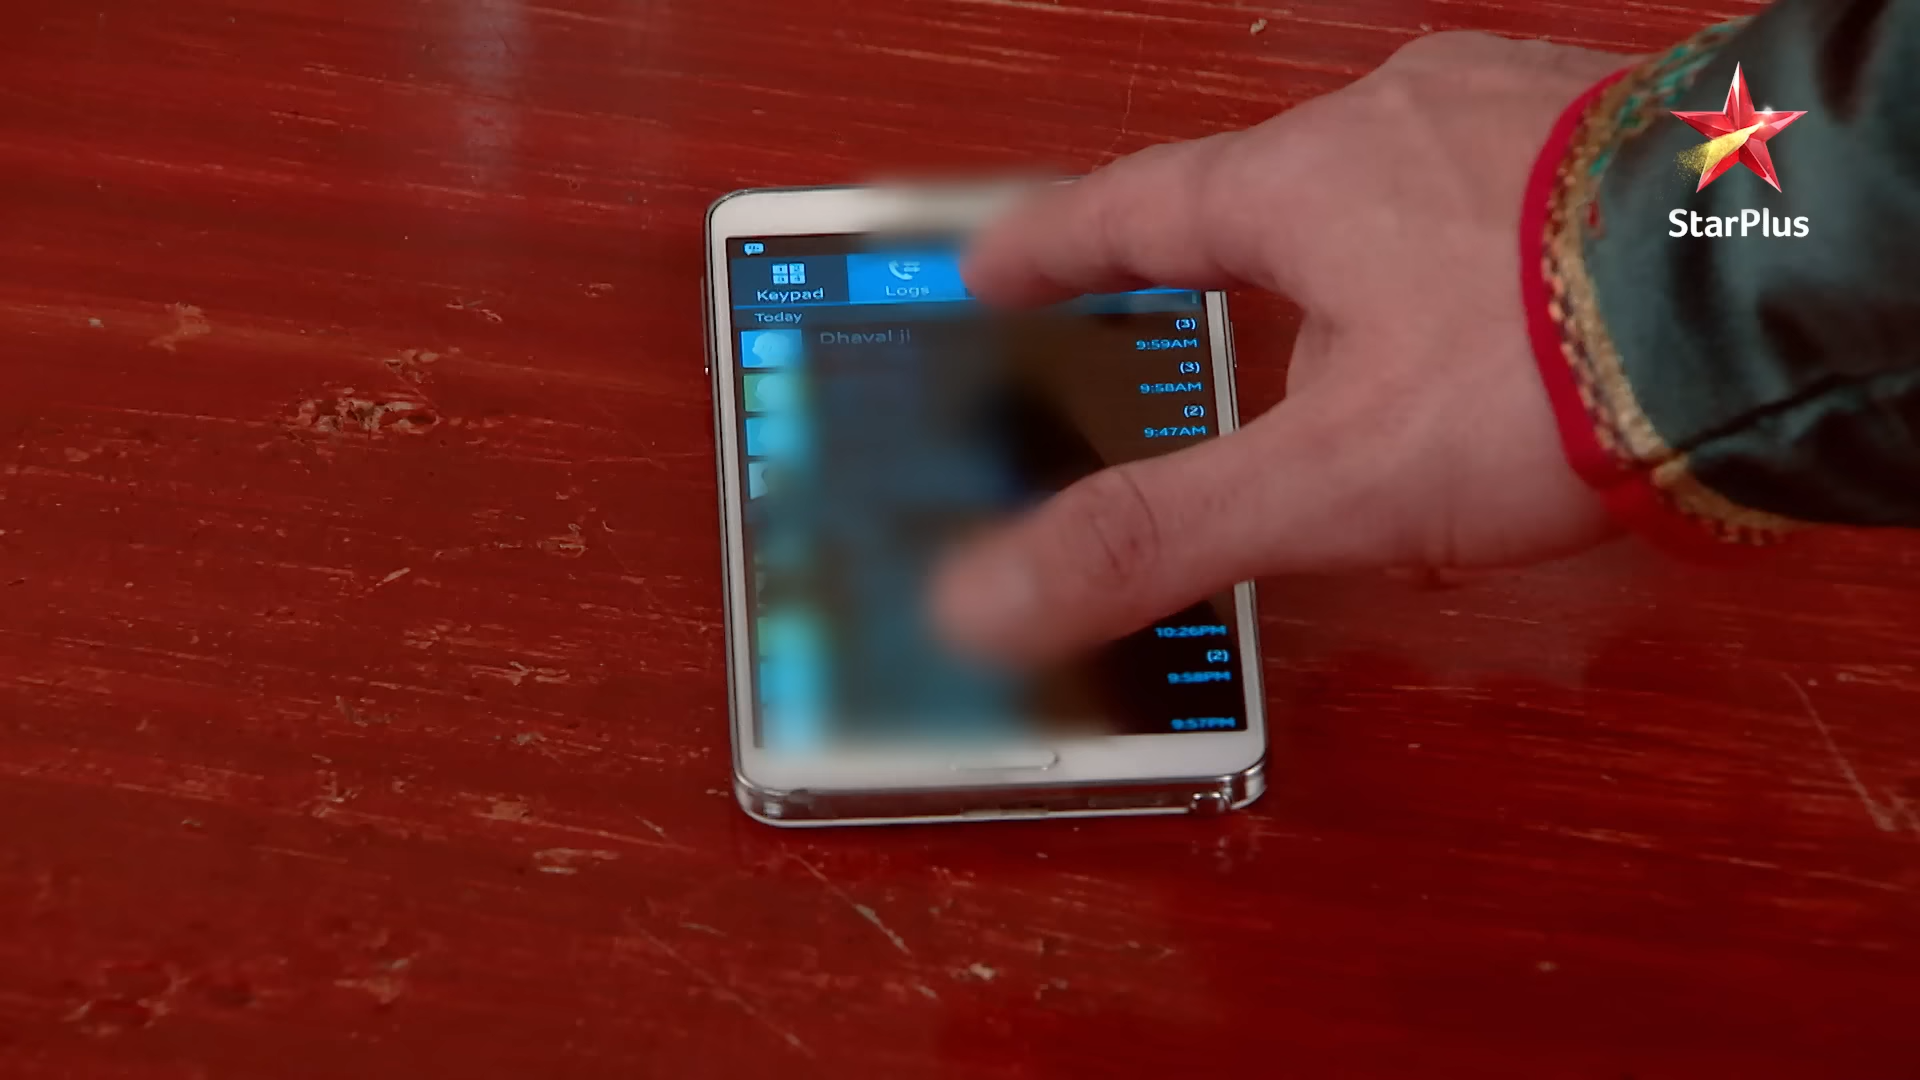 StarPlus
Keypad
Logs
Today
Dhaval ji
(3)
9:59AM
(3)
9:58AM
(2)
9:47AM
10:26PM
(2)
9:58PM
9:57PM